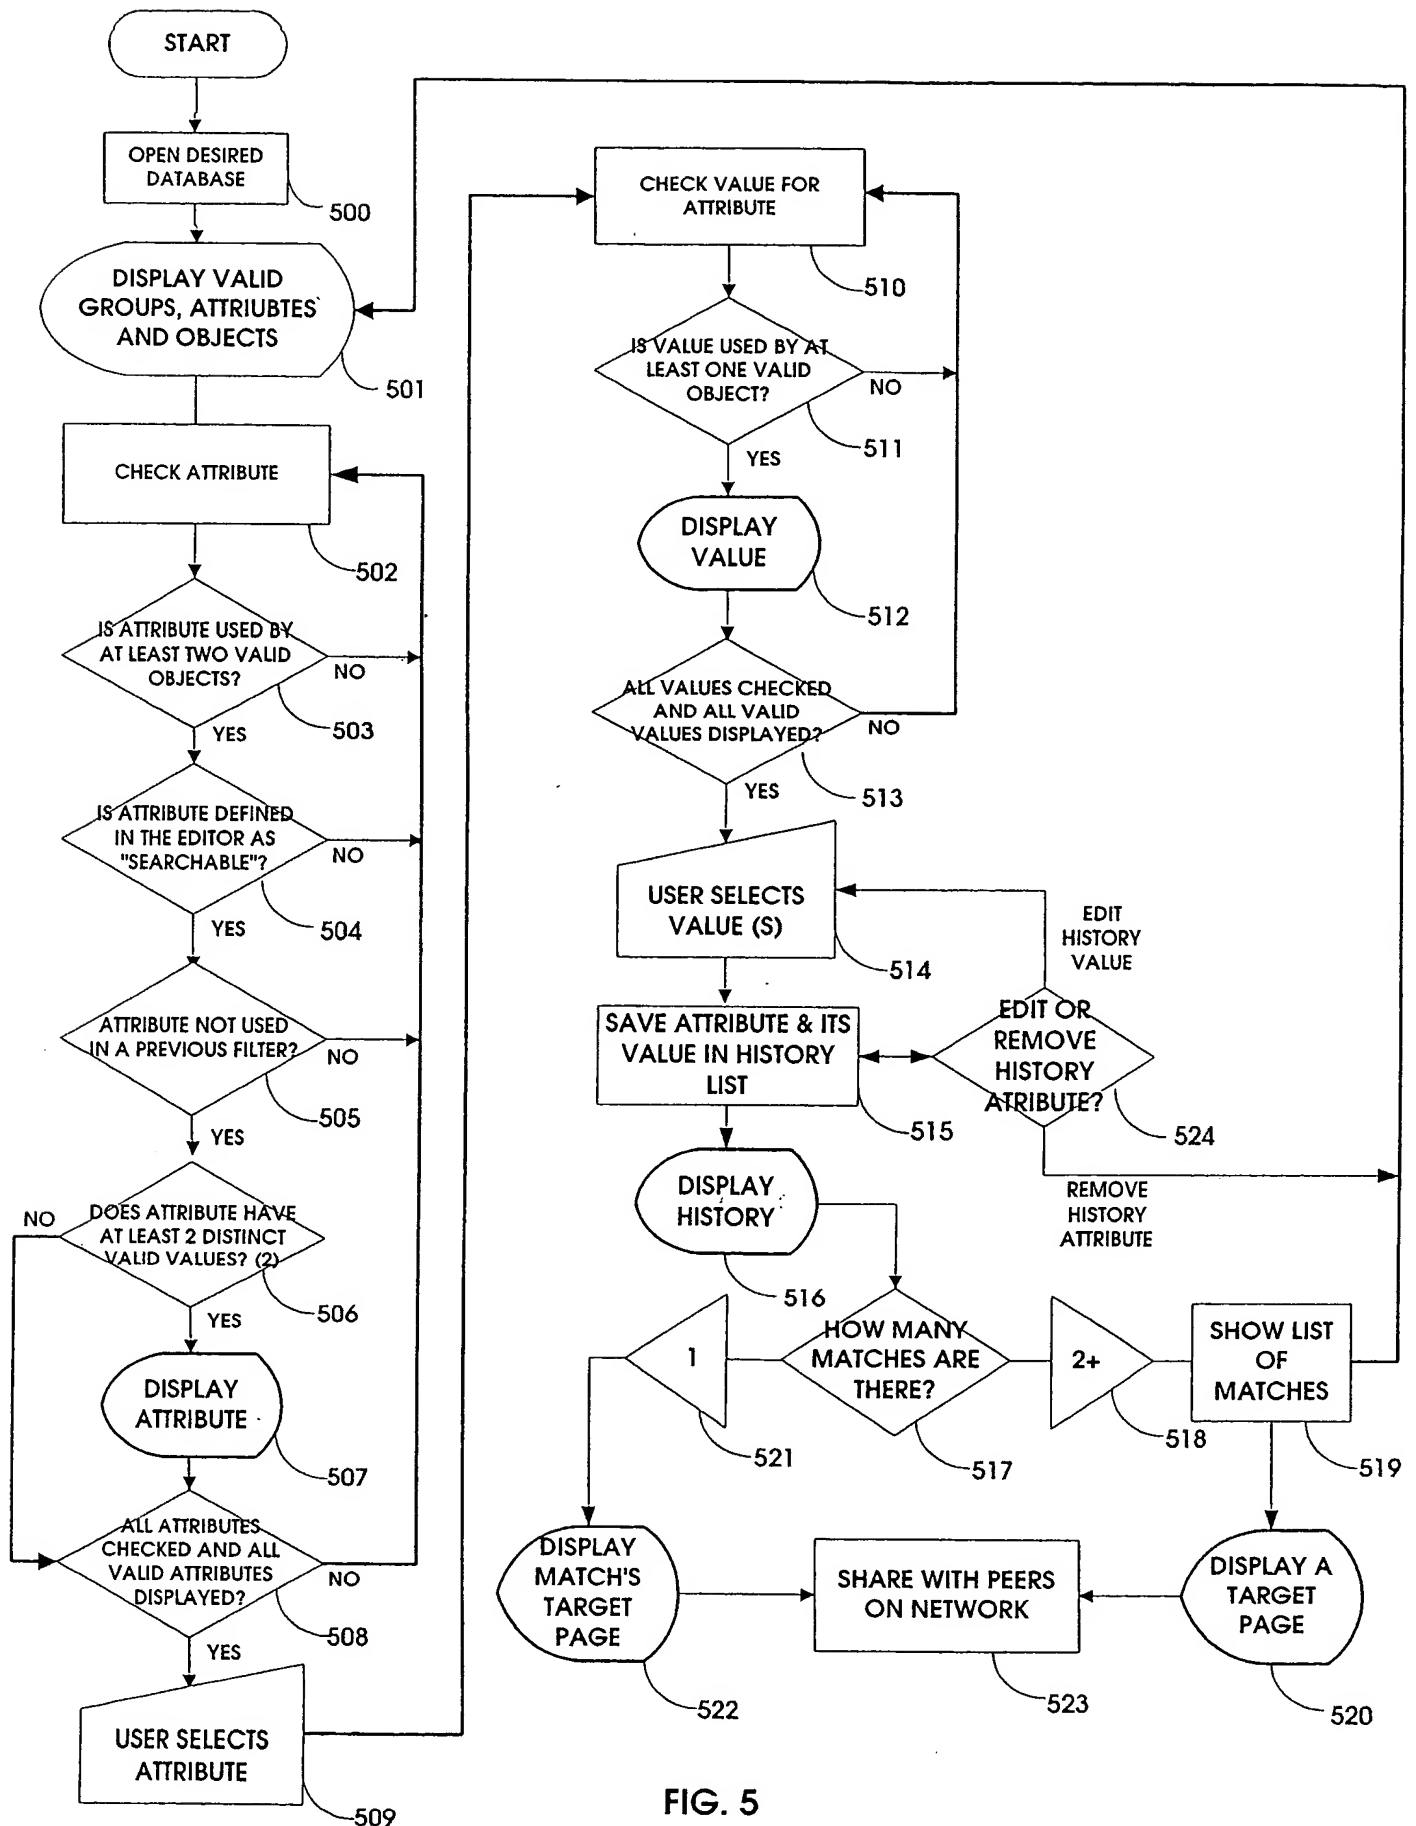 START
OPEN DESIRED
DATABASE
500
DISPLAY VALID
GROUPS, ATTRIUBTES
AND OBJECTS
501
CHECK ATTRIBUTE
502
IS ATTRIBUTE USED BY
AT LEAST TWO VALID
OBJECTS?
NO
503
YES
IS ATTRIBUTE DEFINED
IN THE EDITOR AS
"SEARCHABLE"?
NO
504
YES
ATTRIBUTE NOT USED
IN A PREVIOUS FILTER?
NO
505
YES
DOES ATTRIBUTE HAVE
AT LEAST 2 DISTINCT
VALID VALUES? (2)
NO
506
YES
DISPLAY
ATTRIBUTE
507
ALL ATTRIBUTES
CHECKED AND ALL
VALID ATTRIBUTES
DISPLAYED?
NO
508
YES
USER SELECTS
ATTRIBUTE
509
CHECK VALUE FOR
ATTRIBUTE
510
IS VALUE USED BY AT
LEAST ONE VALID
OBJECT?
NO
511
YES
DISPLAY
VALUE
512
ALL VALUES CHECKED
AND ALL VALID
VALUES DISPLAYED?
NO
513
YES
USER SELECTS
VALUE (S)
514
EDIT
HISTORY
VALUE
SAVE ATTRIBUTE & ITS
VALUE IN HISTORY
LIST
515
EDIT OR
REMOVE
HISTORY
ATRIBUTE?
524
REMOVE
HISTORY
ATTRIBUTE
DISPLAY
HISTORY
516
HOW MANY
MATCHES ARE
THERE?
517
1
521
2+
518
SHOW LIST
OF
MATCHES
519
DISPLAY
MATCH'S
TARGET
PAGE
522
SHARE WITH PEERS
ON NETWORK
523
DISPLAY A
TARGET
PAGE
520
FIG. 5